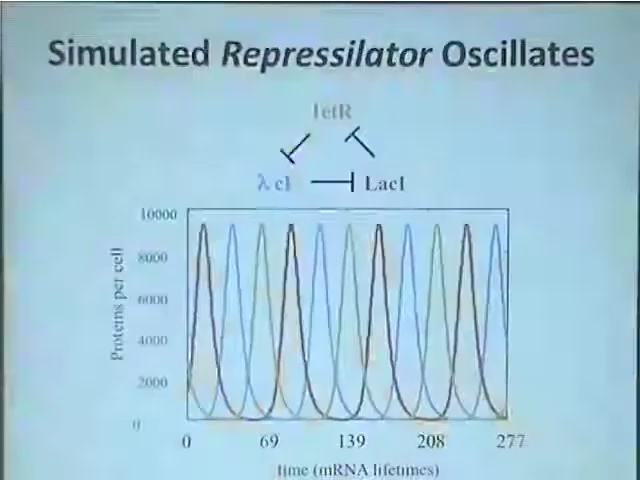 Simulated Repressilator Oscillates
TetR
λ cI
LacI
10000
8000
6000
4000
2000
0
Proteins per cell
0 69 139 208 277
time (mRNA lifetimes)